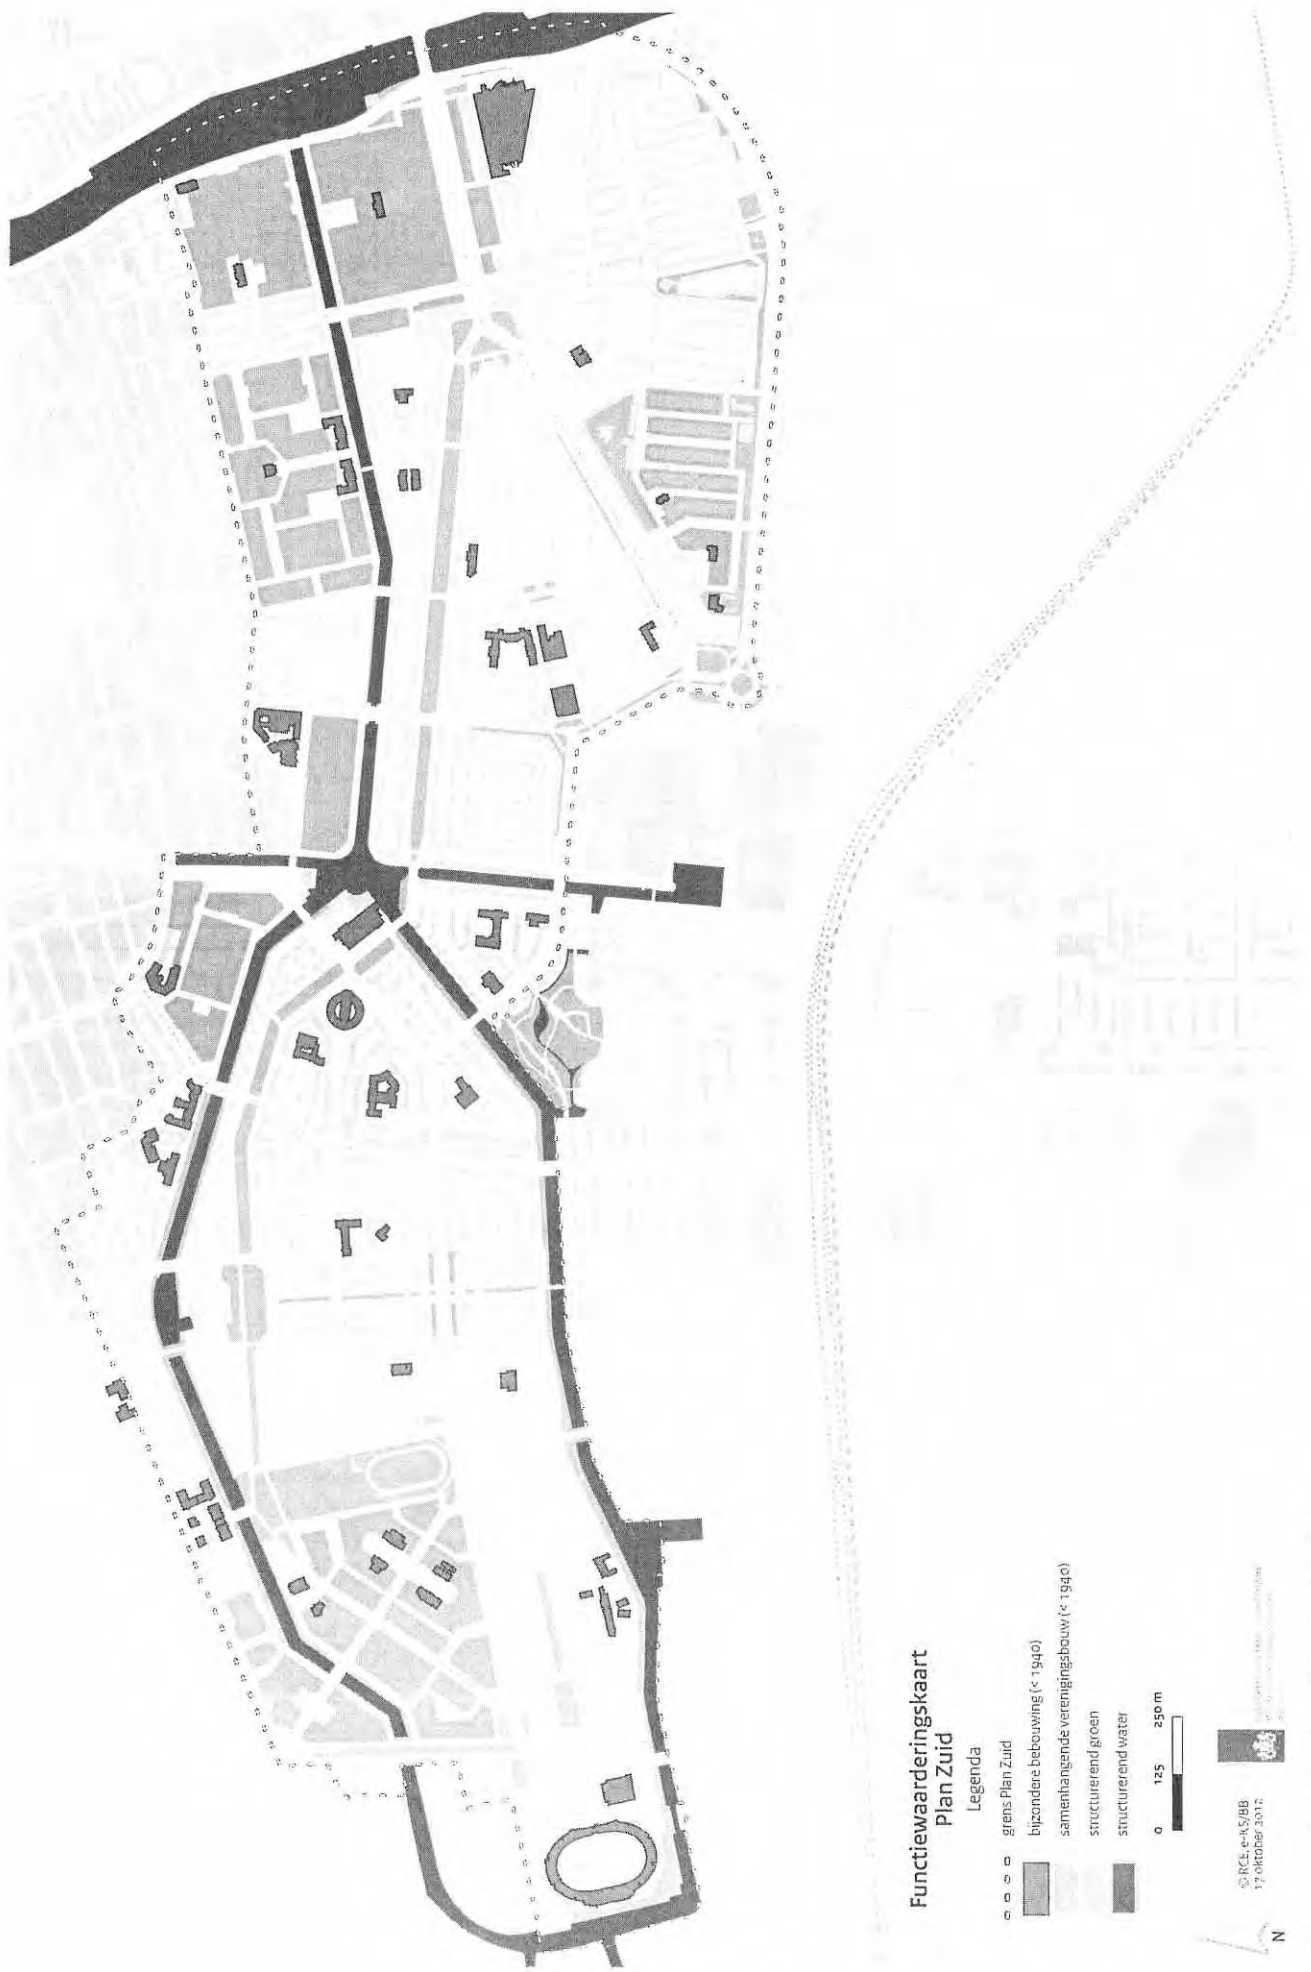 Functiewaarderingskaart
Plan Zuid
Legenda
grens Plan Zuid
bijzondere bebouwing (< 1940)
samenhangende verenigingsbouw (< 1940)
structurerend groen
structurerend water
0 125 250 m
© RCE, e-KS/BB
17 oktober 2017
N